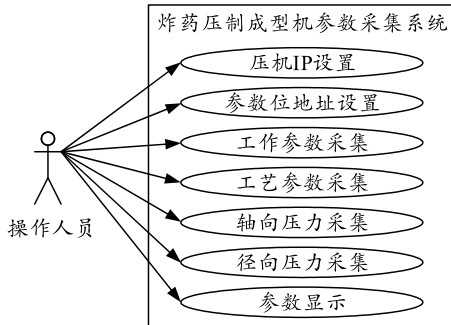 炸药压制成型机参数采集系统
压机IP设置
参数位地址设置
工作参数采集
工艺参数采集
轴向压力采集
径向压力采集
参数显示
操作人员